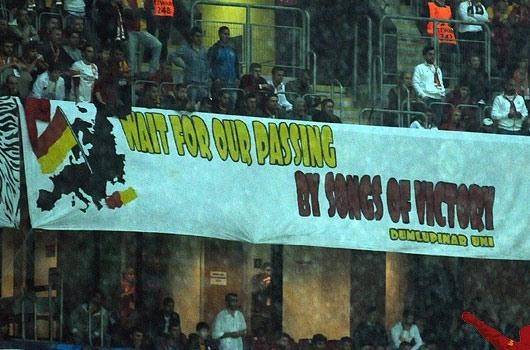 WAIT FOR OUR PASSING
BY SONGS OF VICTORY
DUMLUPINAR UNI